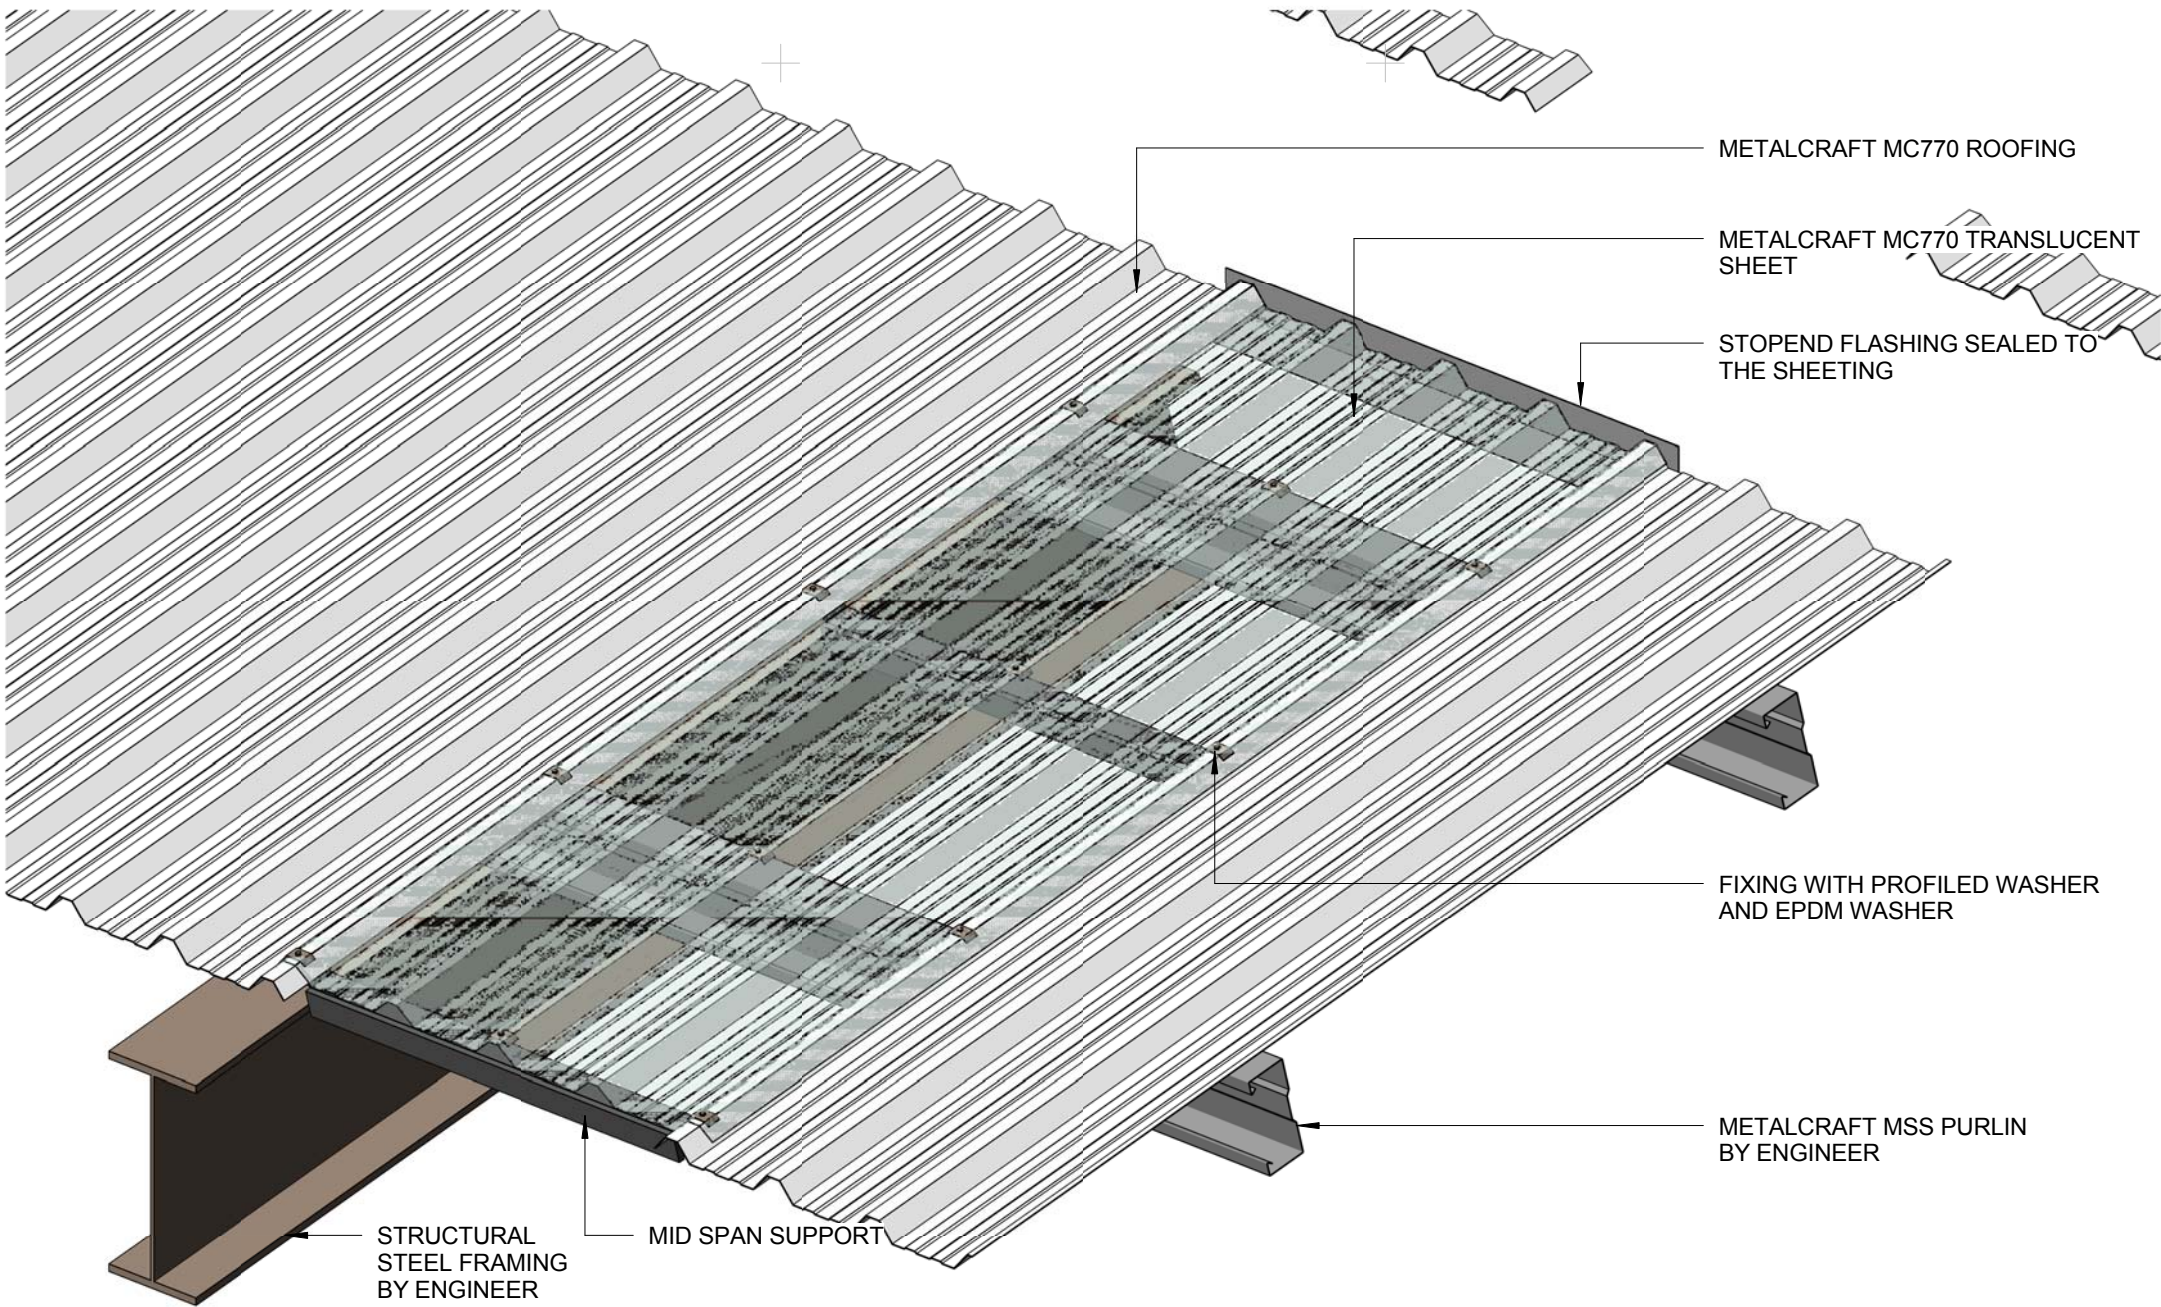 METALCRAFT MC770 ROOFING
METALCRAFT MC770 TRANSLUCENT
SHEET
STOPEND FLASHING SEALED TO
THE SHEETING
FIXING WITH PROFILED WASHER
AND EPDM WASHER
METALCRAFT MSS PURLIN
BY ENGINEER
STRUCTURAL
STEEL FRAMING
BY ENGINEER
MID SPAN SUPPORT